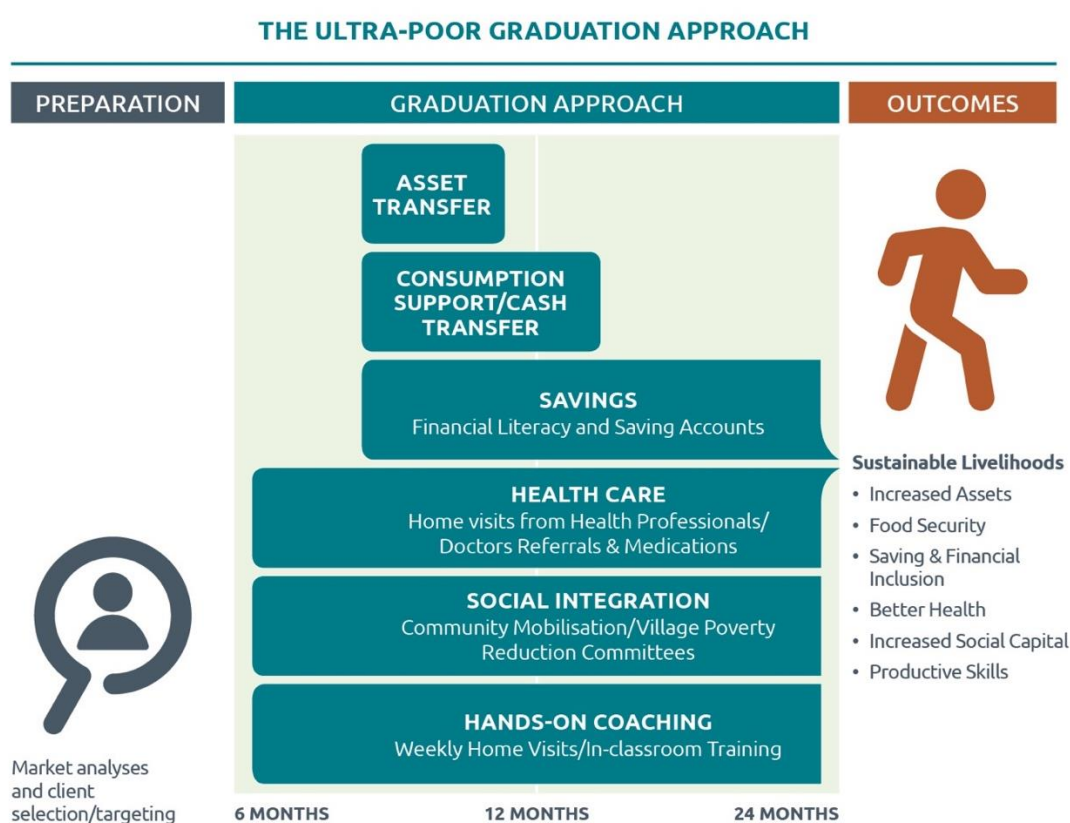 THE ULTRA-POOR GRADUATION APPROACH
PREPARATION
GRADUATION APPROACH
OUTCOMES
ASSET
TRANSFER
CONSUMPTION
SUPPORT/CASH
TRANSFER
SAVINGS
Financial Literacy and Saving Accounts
HEALTH CARE
Home visits from Health Professionals/
Doctors Referrals & Medications
SOCIAL INTEGRATION
Community Mobilisation/Village Poverty
Reduction Committees
HANDS-ON COACHING
Weekly Home Visits/In-classroom Training
Market analyses
and client
selection/targeting
6 MONTHS
12 MONTHS
24 MONTHS
Sustainable Livelihoods
• Increased Assets
• Food Security
• Saving & Financial
Inclusion
• Better Health
• Increased Social Capital
• Productive Skills